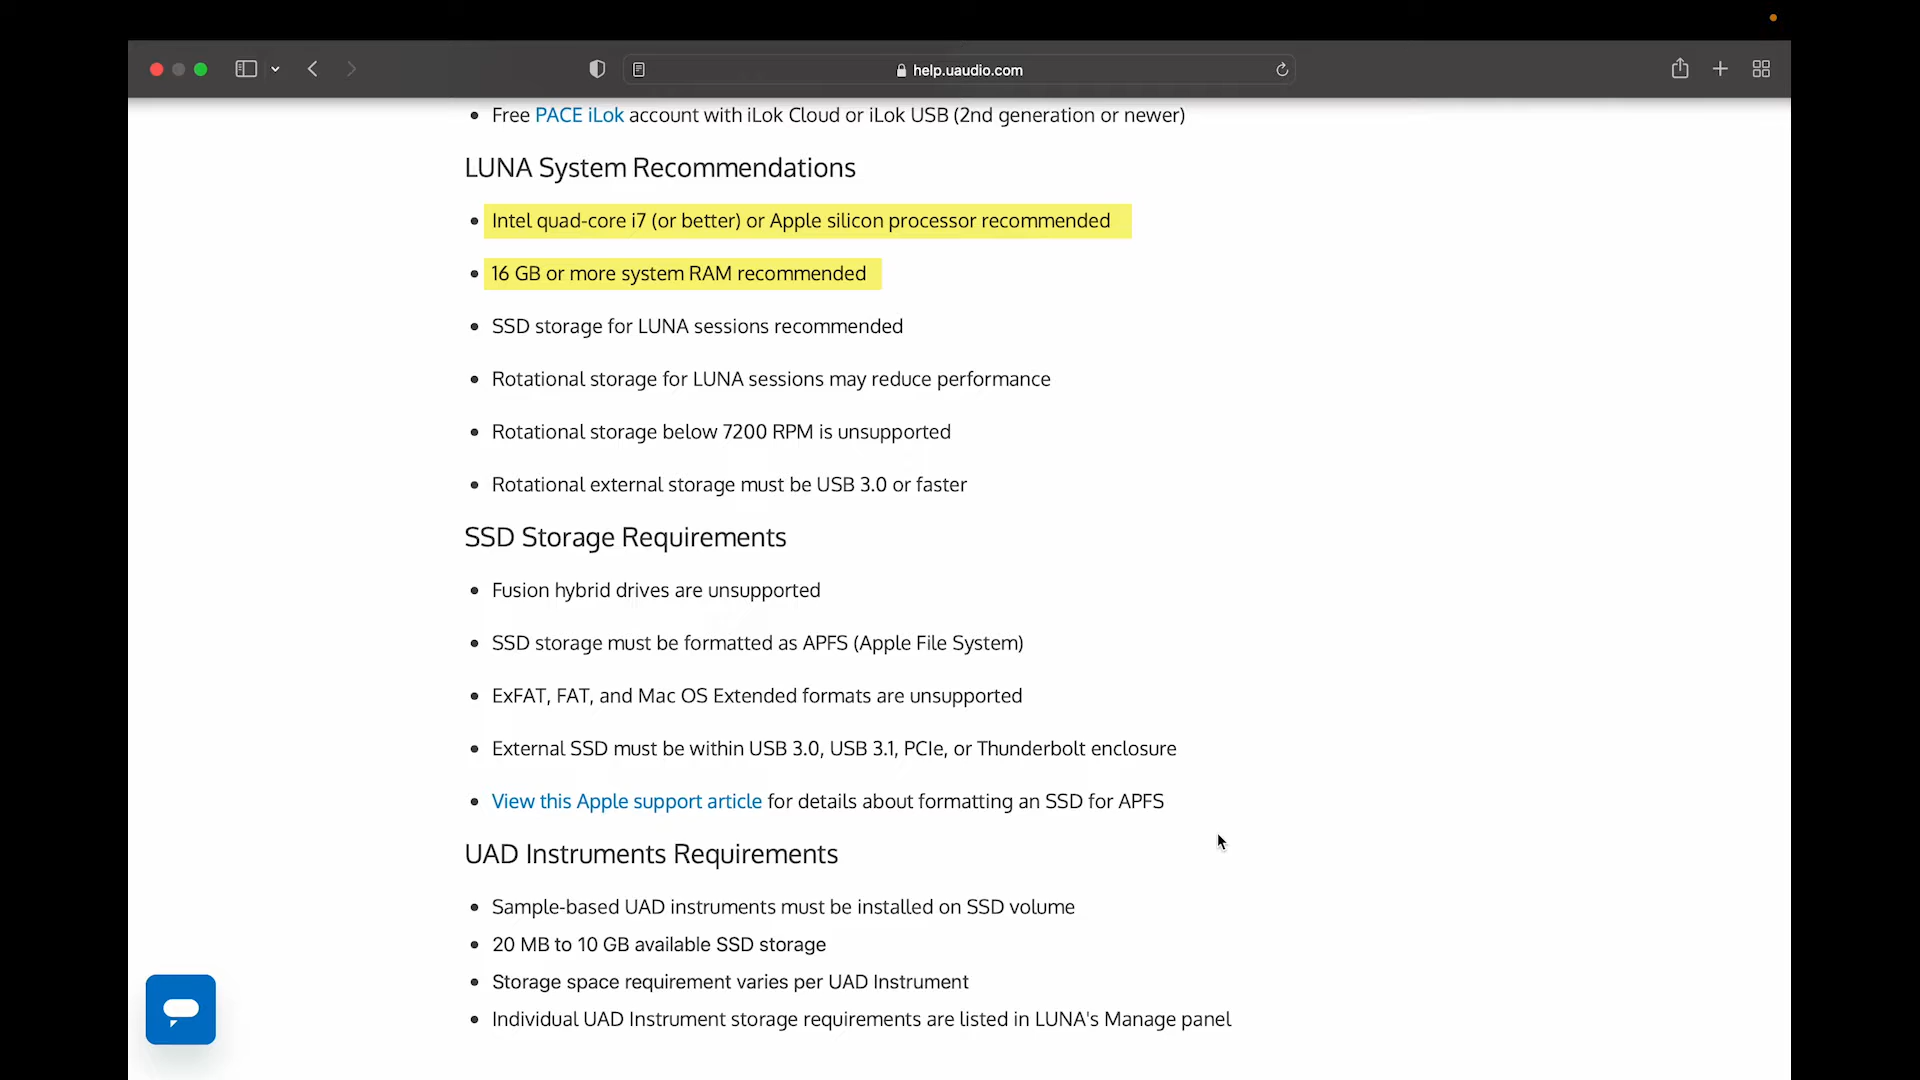 help.uaudio.com
Free PACE iLok account with iLok Cloud or iLok USB (2nd generation or newer)
LUNA System Recommendations
Intel quad-core i7 (or better) or Apple silicon processor recommended
16 GB or more system RAM recommended
SSD storage for LUNA sessions recommended
Rotational storage for LUNA sessions may reduce performance
Rotational storage below 7200 RPM is unsupported
Rotational external storage must be USB 3.0 or faster
SSD Storage Requirements
Fusion hybrid drives are unsupported
SSD storage must be formatted as APFS (Apple File System)
ExFAT, FAT, and Mac OS Extended formats are unsupported
External SSD must be within USB 3.0, USB 3.1, PCIe, or Thunderbolt enclosure
View this Apple support article for details about formatting an SSD for APFS
UAD Instruments Requirements
Sample-based UAD instruments must be installed on SSD volume
20 MB to 10 GB available SSD storage
Storage space requirement varies per UAD Instrument
Individual UAD Instrument storage requirements are listed in LUNA's Manage panel